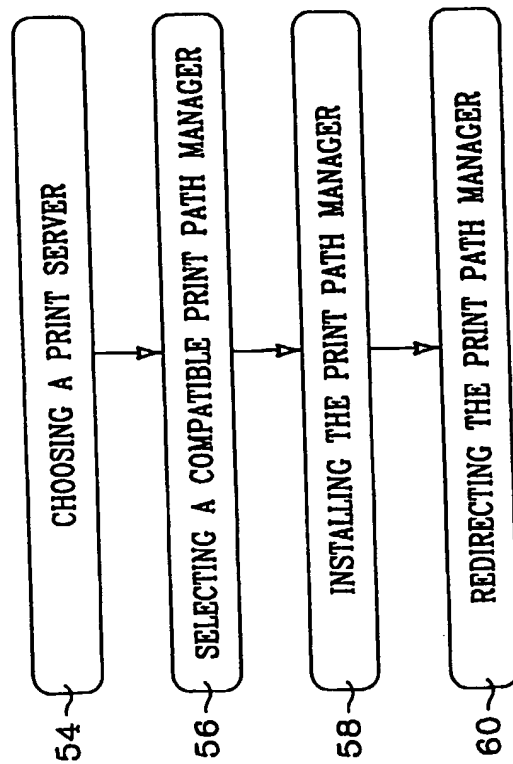 54 CHOOSING A PRINT SERVER
56 SELECTING A COMPATIBLE PRINT PATH MANAGER
58 INSTALLING THE PRINT PATH MANAGER
60 REDIRECTING THE PRINT PATH MANAGER